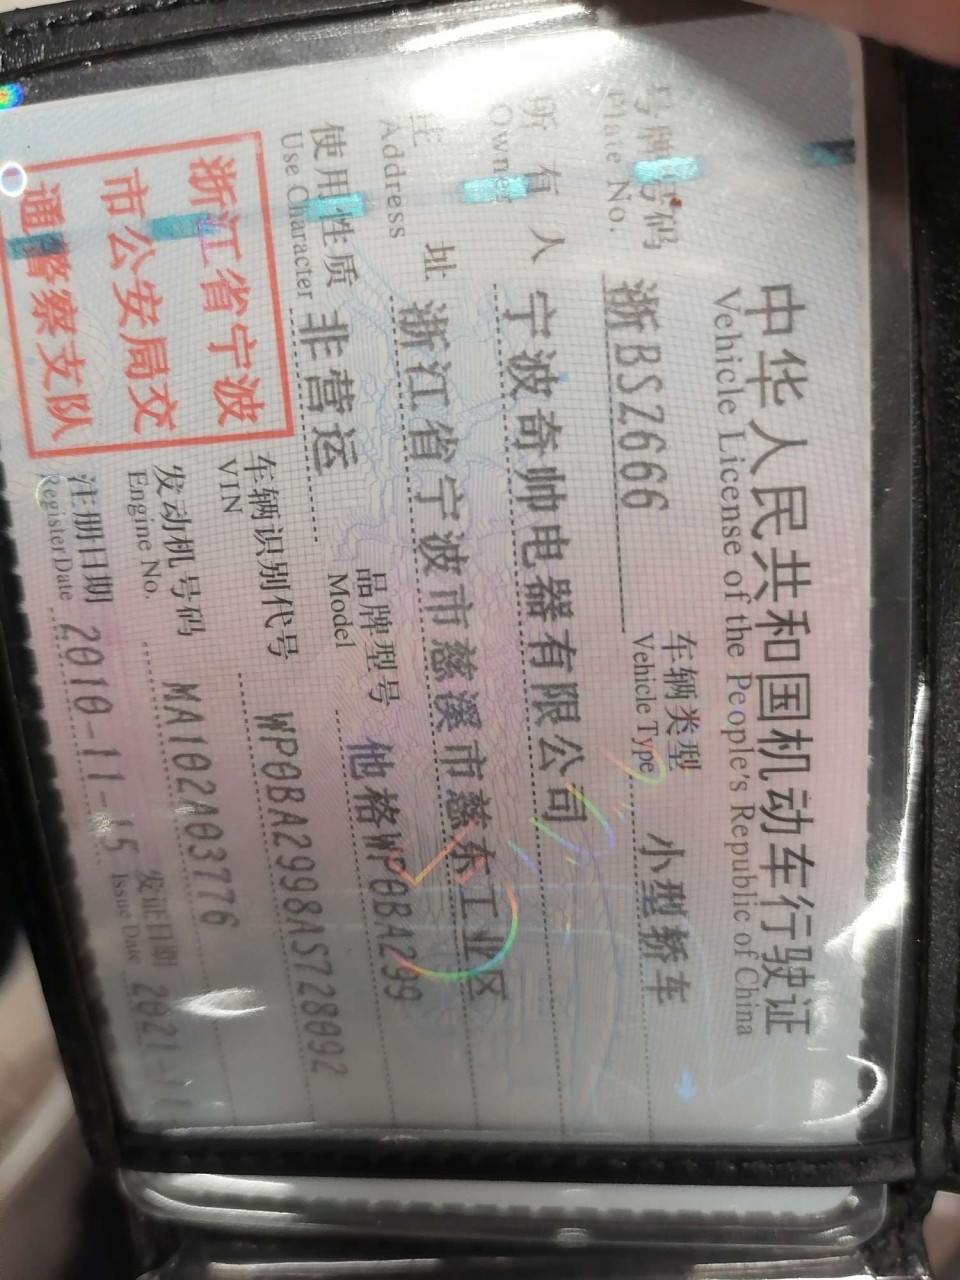 中华人民共和国机动车行驶证
Vehicle License of the People's Republic of China
号牌号码 浙BSZ666 车辆类型 小型轿车
Plate No. Vehicle Type
所有人 宁波奇帅电器有限公司
Owner
住址 浙江省宁波市慈溪市慈东工业区
Address
使用性质 非营运 品牌型号 他格WP0BA299
Use Character Model
浙江省宁波
市公安局交
通警察支队
车辆识别代号 WP0BA2998AS728092
VIN
发动机号码 MA102A03776
Engine No.
注册日期 2010-11-15 发证日期 2021-11
Register Date Issue Date